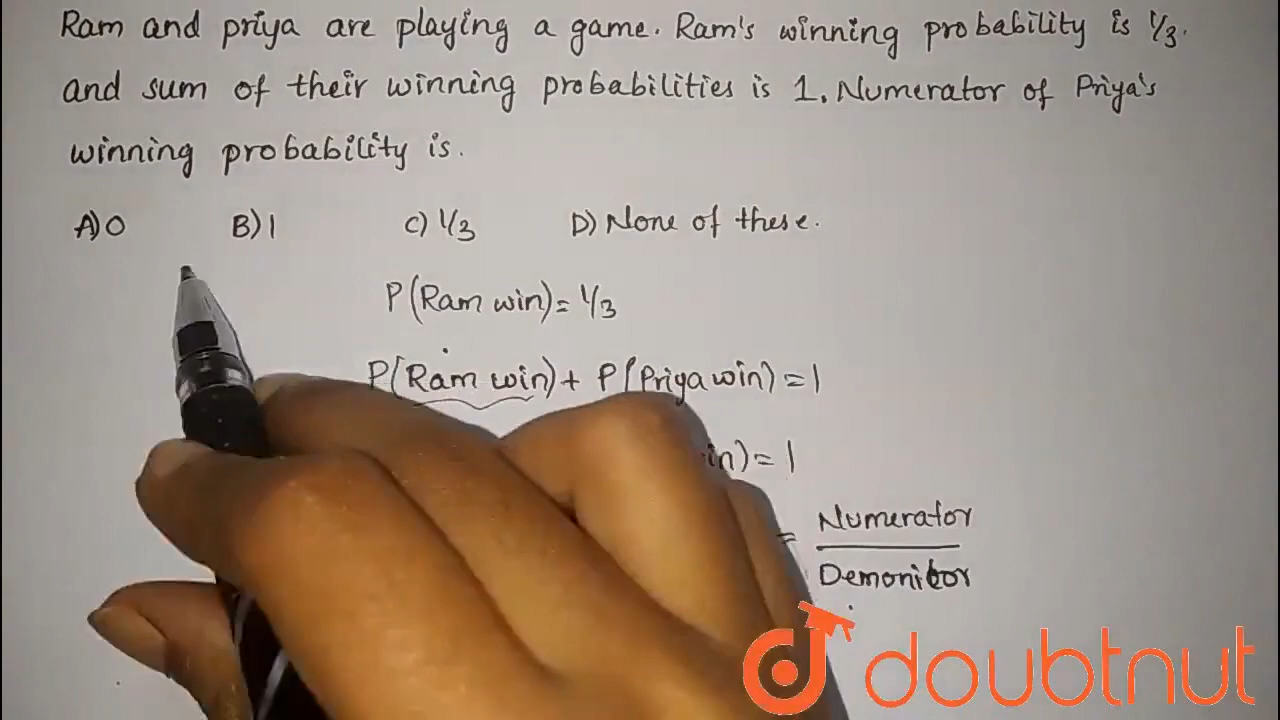 Ram and priya are playing a game. Ram's winning probability is 1/3.
and sum of their winning probabilities is 1. Numerator of Priya's
winning probability is.
A) 0 B) 1 C) 1/3 D) None of these.
P(Ram win) = 1/3
P(Ram win) + P(Priya win) = 1
in) = 1
= Numerator
Demonitor
doubtnut